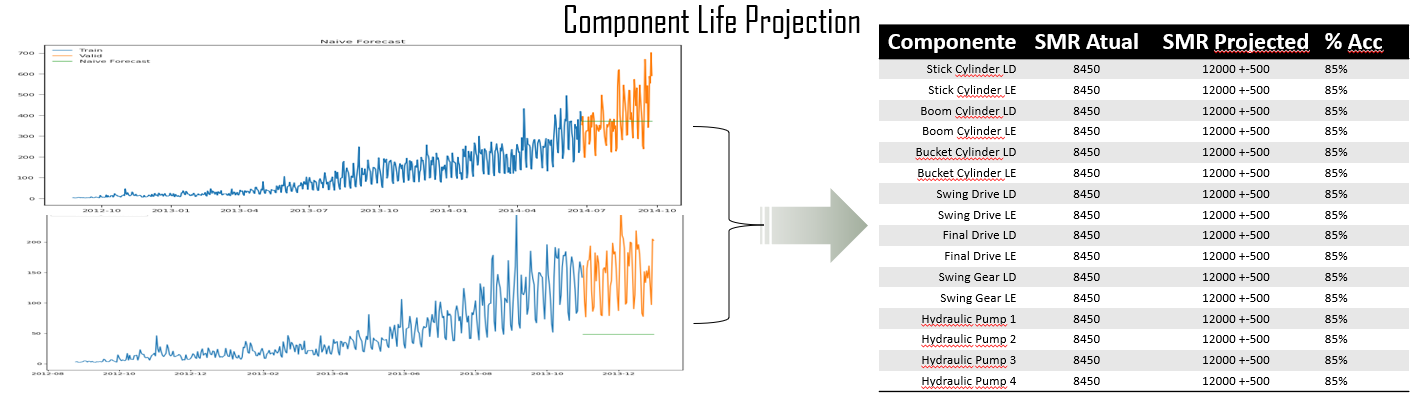 Component Life Projection
Naive Forecast
Train
Valid
Naive Forecast
700
600
500
400
300
200
100
0
2012-10 2013-01 2013-04 2013-07 2013-10 2014-01 2014-04 2014-07 2014-10
200
150
100
50
0
2012-08 2012-10 2012-12 2013-02 2013-04 2013-06 2013-08 2013-10 2013-12
Componente SMR Atual SMR Projected % Acc
Stick Cylinder LD 8450 12000 +-500 85%
Stick Cylinder LE 8450 12000 +-500 85%
Boom Cylinder LD 8450 12000 +-500 85%
Boom Cylinder LE 8450 12000 +-500 85%
Bucket Cylinder LD 8450 12000 +-500 85%
Bucket Cylinder LE 8450 12000 +-500 85%
Swing Drive LD 8450 12000 +-500 85%
Swing Drive LE 8450 12000 +-500 85%
Final Drive LD 8450 12000 +-500 85%
Final Drive LE 8450 12000 +-500 85%
Swing Gear LD 8450 12000 +-500 85%
Swing Gear LE 8450 12000 +-500 85%
Hydraulic Pump 1 8450 12000 +-500 85%
Hydraulic Pump 2 8450 12000 +-500 85%
Hydraulic Pump 3 8450 12000 +-500 85%
Hydraulic Pump 4 8450 12000 +-500 85%